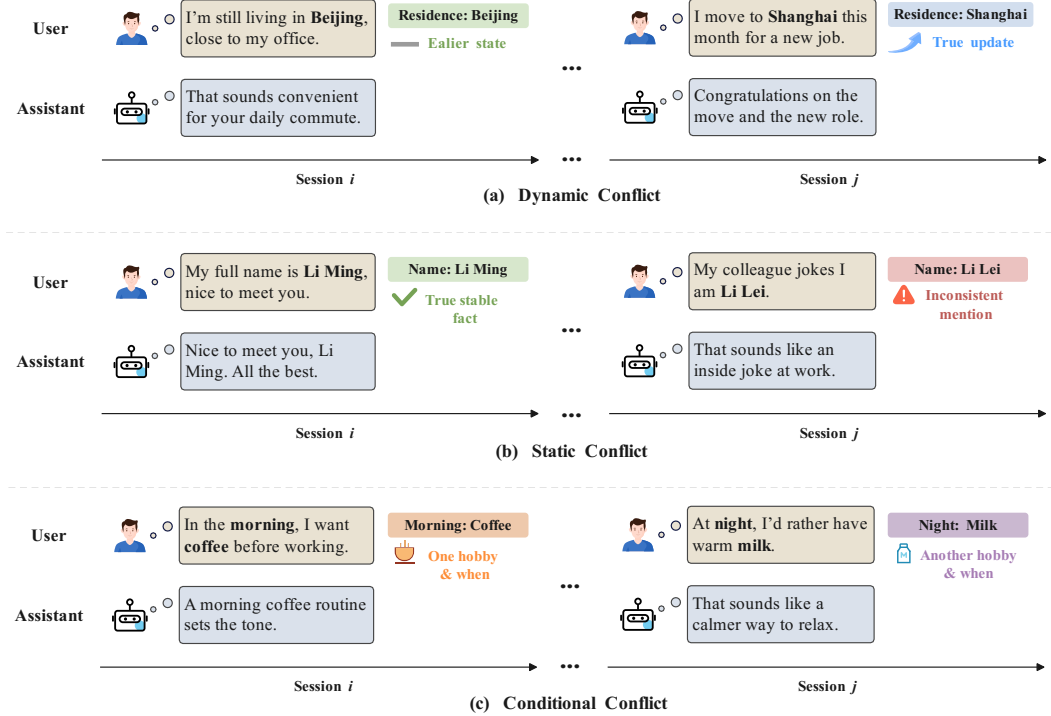 User
I'm still living in Beijing,
close to my office.
Residence: Beijing
Ealier state
...
I move to Shanghai this
month for a new job.
Residence: Shanghai
True update
Assistant
That sounds convenient
for your daily commute.
Congratulations on the
move and the new role.
...
Session i
Session j
(a) Dynamic Conflict
User
My full name is Li Ming,
nice to meet you.
Name: Li Ming
True stable
fact
...
My colleague jokes I
am Li Lei.
Name: Li Lei
Inconsistent
mention
Assistant
Nice to meet you, Li
Ming. All the best.
That sounds like an
inside joke at work.
...
Session i
Session j
(b) Static Conflict
User
In the morning, I want
coffee before working.
Morning: Coffee
One hobby
& when
...
At night, I'd rather have
warm milk.
Night: Milk
M
Another hobby
& when
Assistant
A morning coffee routine
sets the tone.
That sounds like a
calmer way to relax.
...
Session i
Session j
(c) Conditional Conflict